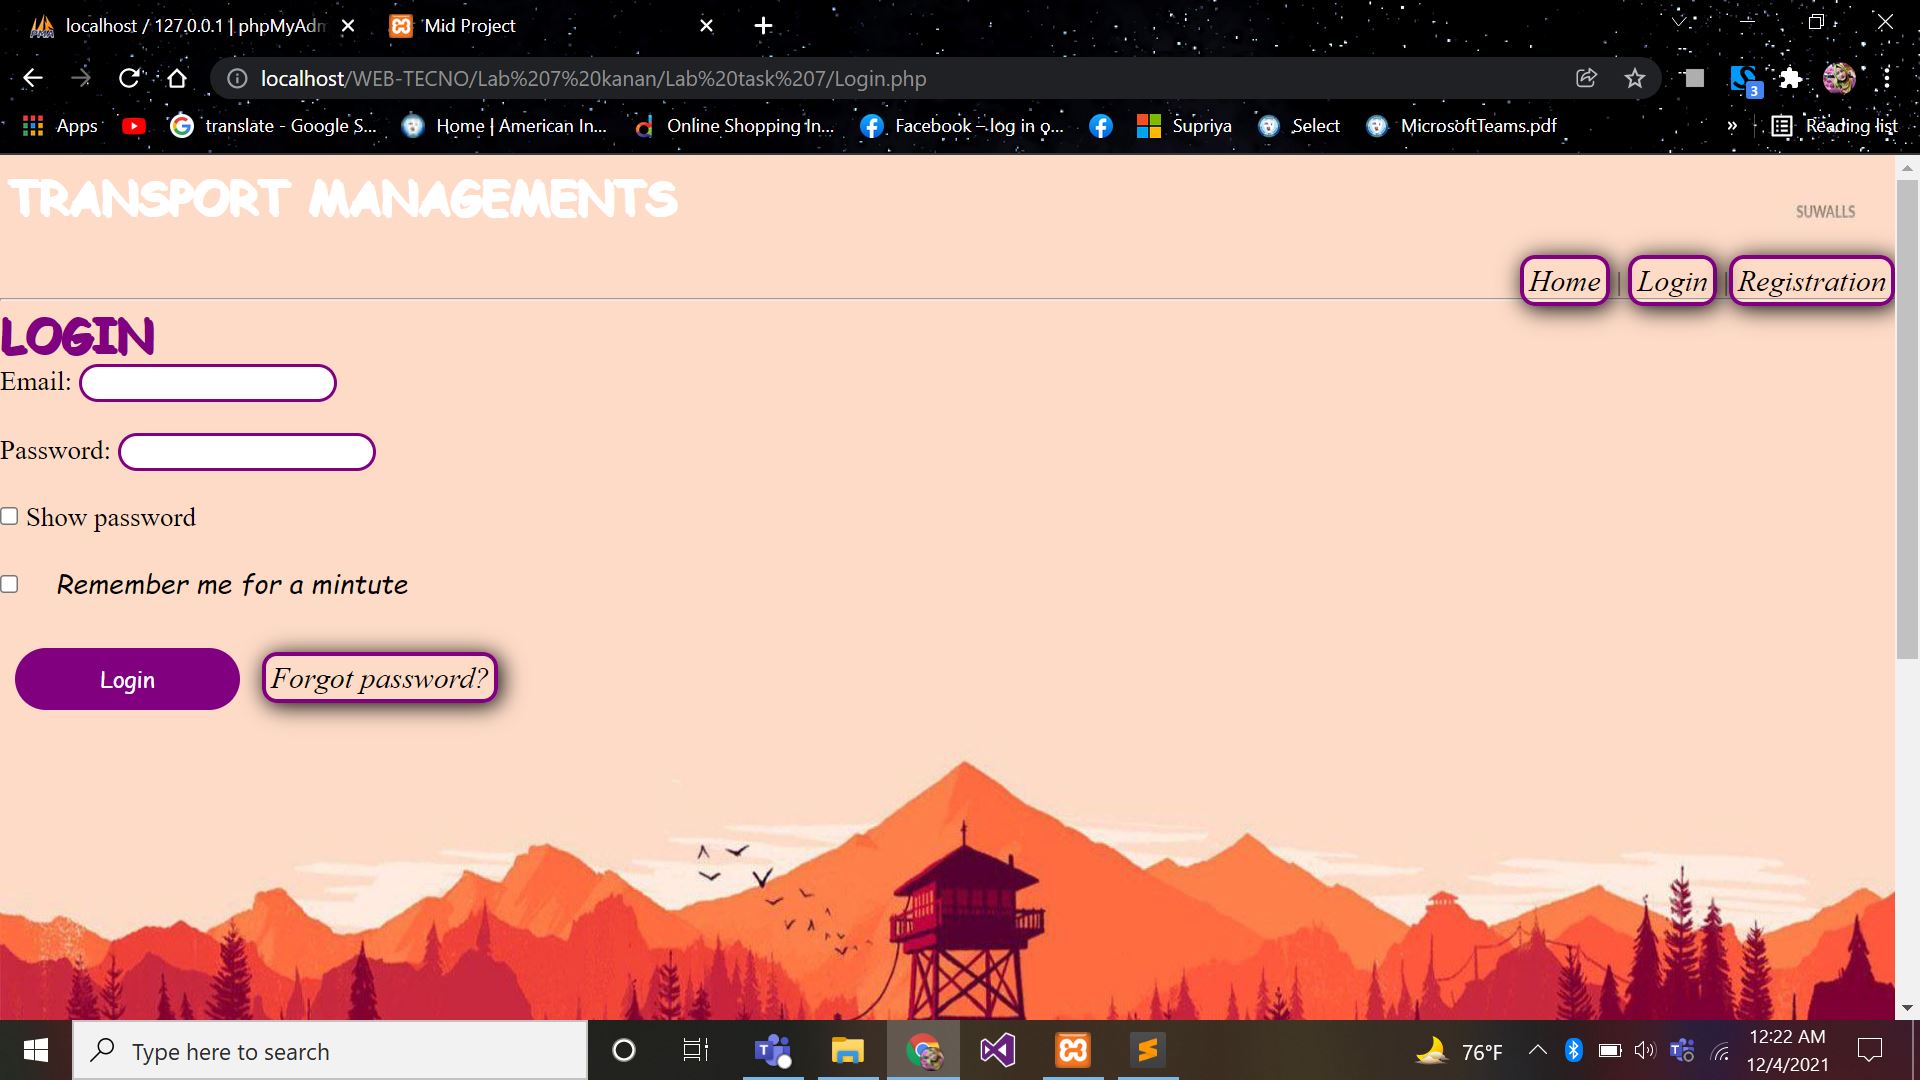 localhost / 127.0.0.1 | phpMyAdm
Mid Project
localhost/WEB-TECNO/Lab%207%20kanan/Lab%20task%207/Login.php
3
Apps
translate - Google S...
Home | American In...
Online Shopping In...
Facebook – log in o...
Supriya
Select
MicrosoftTeams.pdf
»
Reading list
TRANSPORT MANAGEMENTS
SUWALLS
Home | Login | Registration
LOGIN
Email:
Password:
Show password
Remember me for a mintute
Login
Forgot password?
Type here to search
76°F
12:22 AM
12/4/2021